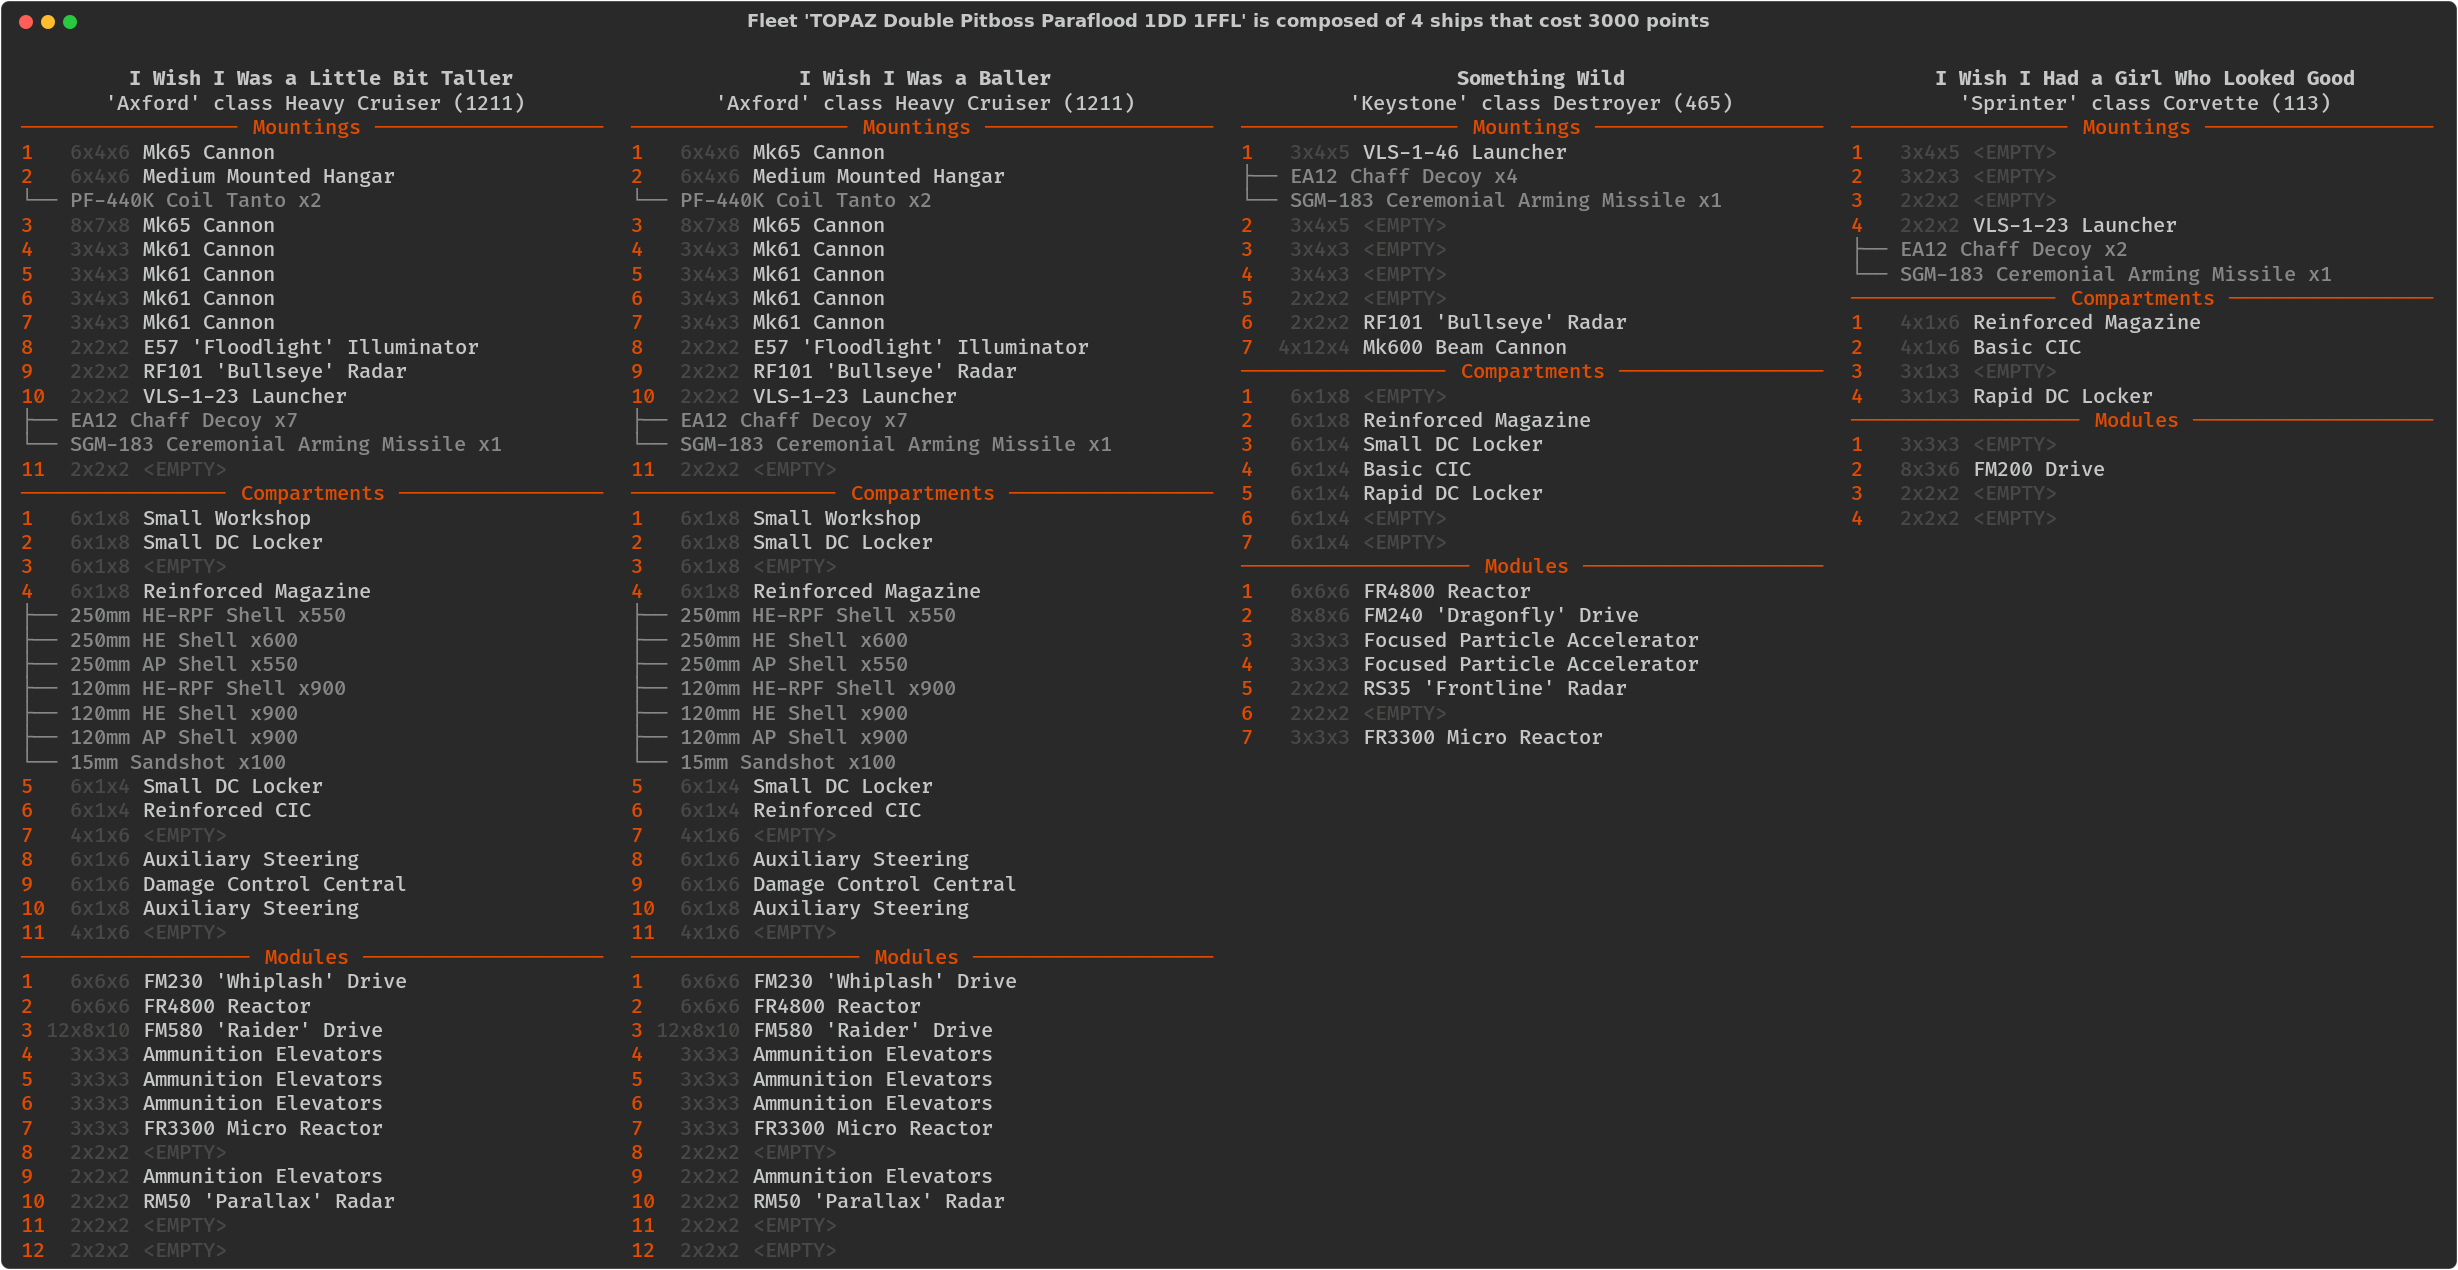 Fleet 'TOPAZ Double Pitboss Paraflood 1DD 1FFL' is composed of 4 ships that cost 3000 points
I Wish I Was a Little Bit Taller
'Axford' class Heavy Cruiser (1211)
Mountings
1 6x4x6 Mk65 Cannon
2 6x4x6 Medium Mounted Hangar
└── PF-440K Coil Tanto x2
3 8x7x8 Mk65 Cannon
4 3x4x3 Mk61 Cannon
5 3x4x3 Mk61 Cannon
6 3x4x3 Mk61 Cannon
7 3x4x3 Mk61 Cannon
8 2x2x2 E57 'Floodlight' Illuminator
9 2x2x2 RF101 'Bullseye' Radar
10 2x2x2 VLS-1-23 Launcher
├── EA12 Chaff Decoy x7
└── SGM-183 Ceremonial Arming Missile x1
11 2x2x2 <EMPTY>
Compartments
1 6x1x8 Small Workshop
2 6x1x8 Small DC Locker
3 6x1x8 <EMPTY>
4 6x1x8 Reinforced Magazine
├── 250mm HE-RPF Shell x550
├── 250mm HE Shell x600
├── 250mm AP Shell x550
├── 120mm HE-RPF Shell x900
├── 120mm HE Shell x900
├── 120mm AP Shell x900
└── 15mm Sandshot x100
5 6x1x4 Small DC Locker
6 6x1x4 Reinforced CIC
7 4x1x6 <EMPTY>
8 6x1x6 Auxiliary Steering
9 6x1x6 Damage Control Central
10 6x1x8 Auxiliary Steering
11 4x1x6 <EMPTY>
Modules
1 6x6x6 FM230 'Whiplash' Drive
2 6x6x6 FR4800 Reactor
3 12x8x10 FM580 'Raider' Drive
4 3x3x3 Ammunition Elevators
5 3x3x3 Ammunition Elevators
6 3x3x3 Ammunition Elevators
7 3x3x3 FR3300 Micro Reactor
8 2x2x2 <EMPTY>
9 2x2x2 Ammunition Elevators
10 2x2x2 RM50 'Parallax' Radar
11 2x2x2 <EMPTY>
12 2x2x2 <EMPTY>
I Wish I Was a Baller
'Axford' class Heavy Cruiser (1211)
Mountings
1 6x4x6 Mk65 Cannon
2 6x4x6 Medium Mounted Hangar
└── PF-440K Coil Tanto x2
3 8x7x8 Mk65 Cannon
4 3x4x3 Mk61 Cannon
5 3x4x3 Mk61 Cannon
6 3x4x3 Mk61 Cannon
7 3x4x3 Mk61 Cannon
8 2x2x2 E57 'Floodlight' Illuminator
9 2x2x2 RF101 'Bullseye' Radar
10 2x2x2 VLS-1-23 Launcher
├── EA12 Chaff Decoy x7
└── SGM-183 Ceremonial Arming Missile x1
11 2x2x2 <EMPTY>
Compartments
1 6x1x8 Small Workshop
2 6x1x8 Small DC Locker
3 6x1x8 <EMPTY>
4 6x1x8 Reinforced Magazine
├── 250mm HE-RPF Shell x550
├── 250mm HE Shell x600
├── 250mm AP Shell x550
├── 120mm HE-RPF Shell x900
├── 120mm HE Shell x900
├── 120mm AP Shell x900
└── 15mm Sandshot x100
5 6x1x4 Small DC Locker
6 6x1x4 Reinforced CIC
7 4x1x6 <EMPTY>
8 6x1x6 Auxiliary Steering
9 6x1x6 Damage Control Central
10 6x1x8 Auxiliary Steering
11 4x1x6 <EMPTY>
Modules
1 6x6x6 FM230 'Whiplash' Drive
2 6x6x6 FR4800 Reactor
3 12x8x10 FM580 'Raider' Drive
4 3x3x3 Ammunition Elevators
5 3x3x3 Ammunition Elevators
6 3x3x3 Ammunition Elevators
7 3x3x3 FR3300 Micro Reactor
8 2x2x2 <EMPTY>
9 2x2x2 Ammunition Elevators
10 2x2x2 RM50 'Parallax' Radar
11 2x2x2 <EMPTY>
12 2x2x2 <EMPTY>
Something Wild
'Keystone' class Destroyer (465)
Mountings
1 3x4x5 VLS-1-46 Launcher
├── EA12 Chaff Decoy x4
└── SGM-183 Ceremonial Arming Missile x1
2 3x4x5 <EMPTY>
3 3x4x3 <EMPTY>
4 3x4x3 <EMPTY>
5 2x2x2 <EMPTY>
6 2x2x2 RF101 'Bullseye' Radar
7 4x12x4 Mk600 Beam Cannon
Compartments
1 6x1x8 <EMPTY>
2 6x1x8 Reinforced Magazine
3 6x1x4 Small DC Locker
4 6x1x4 Basic CIC
5 6x1x4 Rapid DC Locker
6 6x1x4 <EMPTY>
7 6x1x4 <EMPTY>
Modules
1 6x6x6 FR4800 Reactor
2 8x8x6 FM240 'Dragonfly' Drive
3 3x3x3 Focused Particle Accelerator
4 3x3x3 Focused Particle Accelerator
5 2x2x2 RS35 'Frontline' Radar
6 2x2x2 <EMPTY>
7 3x3x3 FR3300 Micro Reactor
I Wish I Had a Girl Who Looked Good
'Sprinter' class Corvette (113)
Mountings
1 3x4x5 <EMPTY>
2 3x2x3 <EMPTY>
3 2x2x2 <EMPTY>
4 2x2x2 VLS-1-23 Launcher
├── EA12 Chaff Decoy x2
└── SGM-183 Ceremonial Arming Missile x1
Compartments
1 4x1x6 Reinforced Magazine
2 4x1x6 Basic CIC
3 3x1x3 <EMPTY>
4 3x1x3 Rapid DC Locker
Modules
1 3x3x3 <EMPTY>
2 8x3x6 FM200 Drive
3 2x2x2 <EMPTY>
4 2x2x2 <EMPTY>